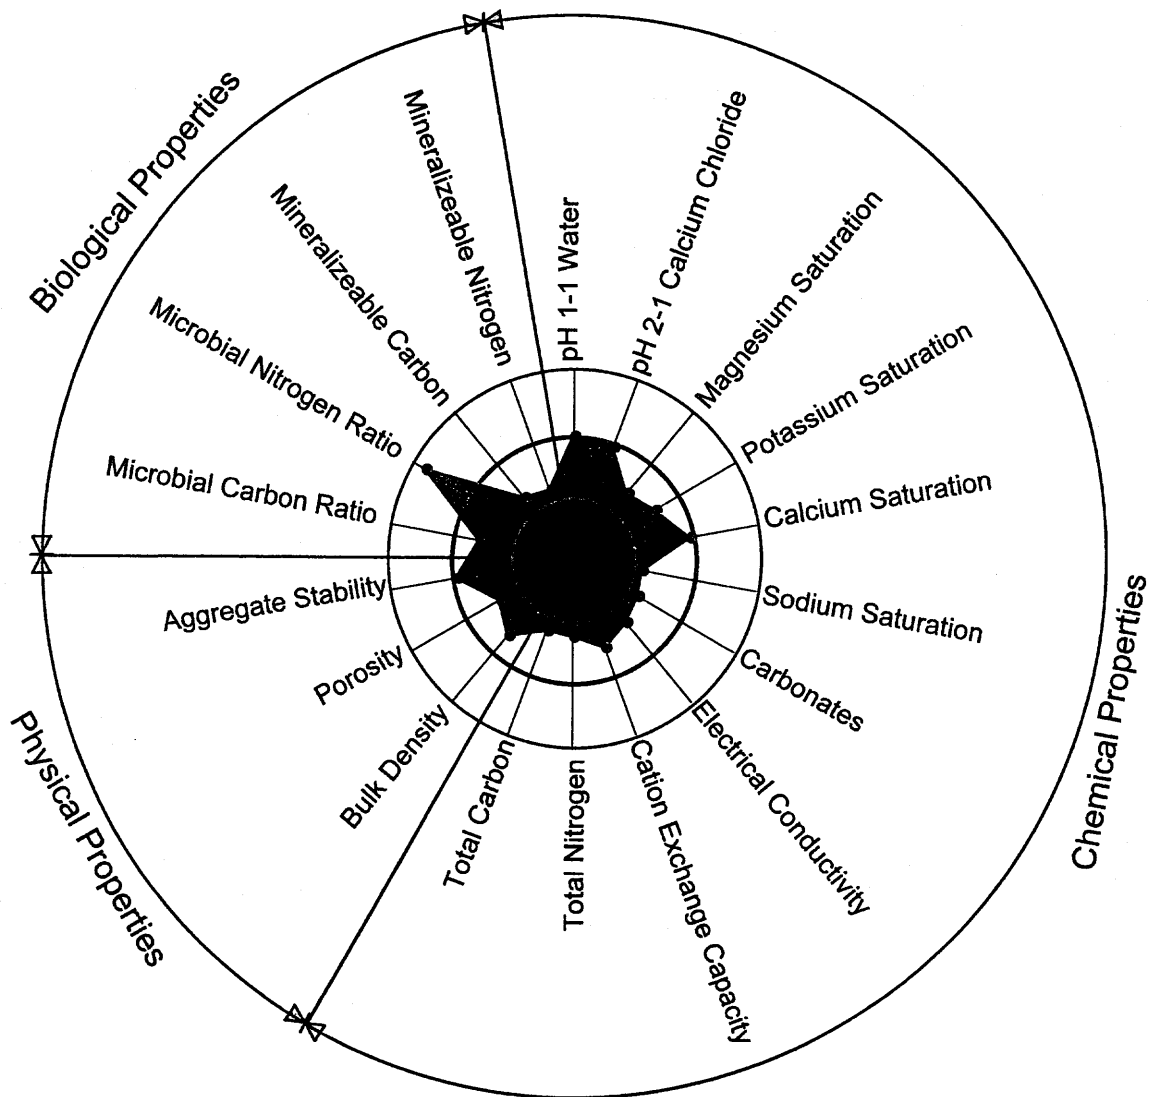 Biological Properties
Mineralizeable Nitrogen
Mineralizeable Carbon
Microbial Nitrogen Ratio
Microbial Carbon Ratio
pH 1-1 Water
pH 2-1 Calcium Chloride
Magnesium Saturation
Potassium Saturation
Calcium Saturation
Sodium Saturation
Carbonates
Electrical Conductivity
Cation Exchange Capacity
Total Nitrogen
Total Carbon
Chemical Properties
Bulk Density
Porosity
Aggregate Stability
Physical Properties